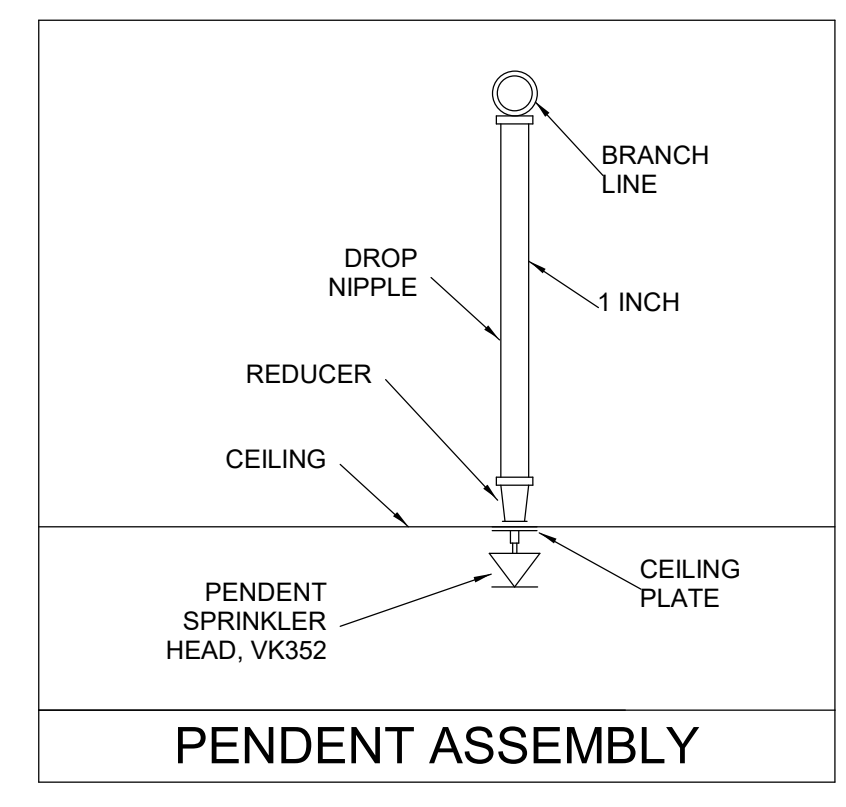 BRANCH
LINE
DROP
NIPPLE
1 INCH
REDUCER
CEILING
CEILING
PLATE
PENDENT
SPRINKLER
HEAD, VK352
PENDENT ASSEMBLY